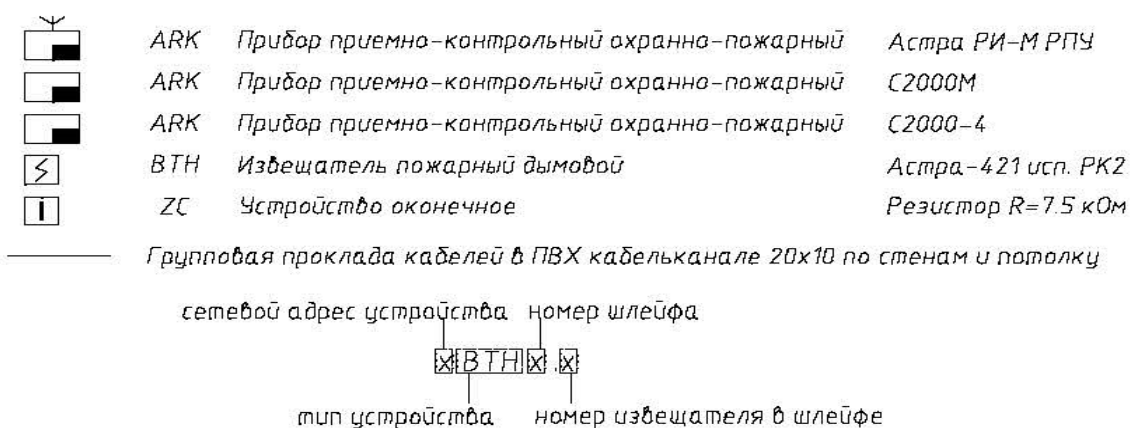 ARK Прибор приемно-контрольный охранно-пожарный Астра РИ-М РПУ
ARK Прибор приемно-контрольный охранно-пожарный С2000М
ARK Прибор приемно-контрольный охранно-пожарный С2000-4
BTH Извещатель пожарный дымовой Астра-421 исп. РК2
i ZC Устройство оконечное Резистор R=7.5 кОм
Групповая проклада кабелей в ПВХ кабельканале 20х10 по стенам и потолку
сетевой адрес устройства номер шлейфа
x BTH x . x
тип устройства номер извещателя в шлейфе